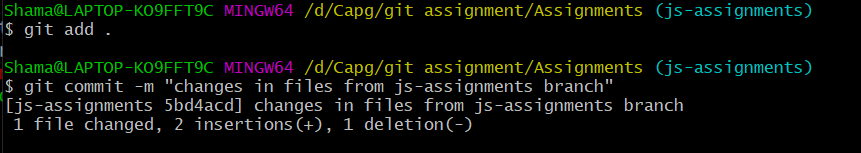 Shama@LAPTOP-KO9FFT9C MINGW64 /d/Capg/git assignment/Assignments (js-assignments)
$ git add .
Shama@LAPTOP-KO9FFT9C MINGW64 /d/Capg/git assignment/Assignments (js-assignments)
$ git commit -m "changes in files from js-assignments branch"
[js-assignments 5bd4acd] changes in files from js-assignments branch
 1 file changed, 2 insertions(+), 1 deletion(-)